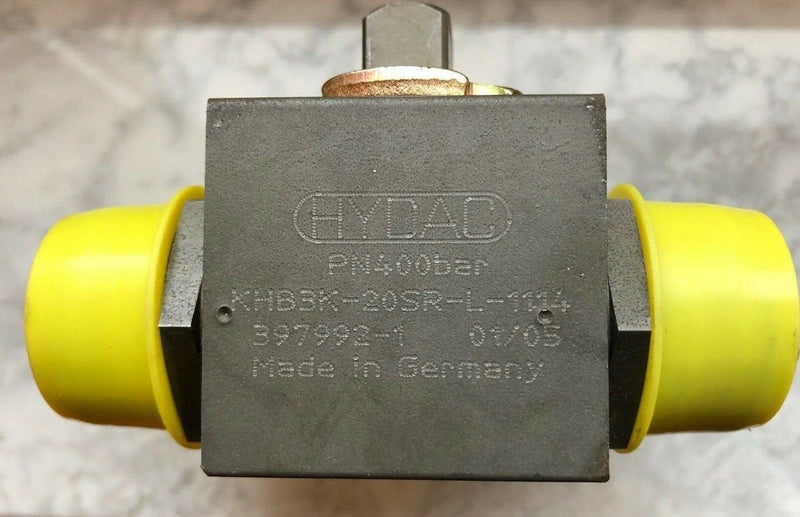 HYDAC
PN400bar
KHB3K-20SR-L-1114
397992-1 01/05
Made in Germany